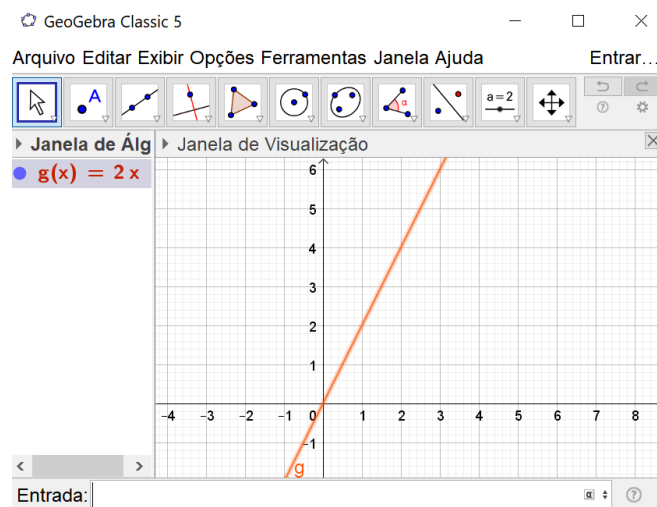 GeoGebra Classic 5
Arquivo Editar Exibir Opções Ferramentas Janela Ajuda Entrar...
A α a = 2
Janela de Álg Janela de Visualização
g(x) = 2 x
6
5
4
3
2
1
-4 -3 -2 -1 0 1 2 3 4 5 6 7 8
-1
g
Entrada: α